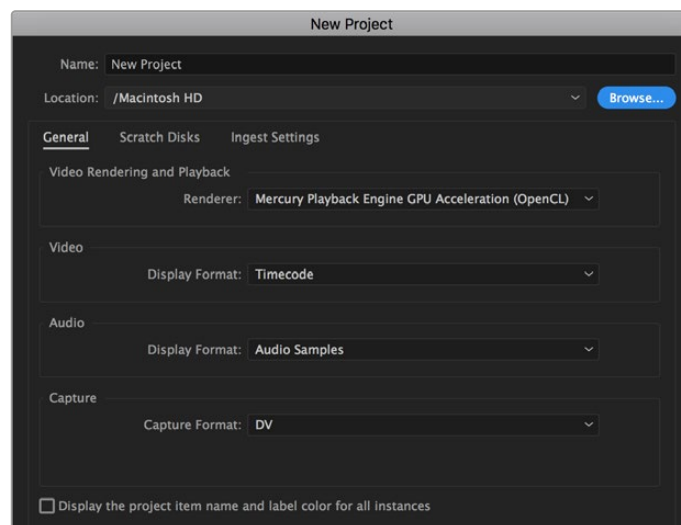 New Project
Name: New Project
Location: /Macintosh HD Browse...
General Scratch Disks Ingest Settings
Video Rendering and Playback
Renderer: Mercury Playback Engine GPU Acceleration (OpenCL)
Video
Display Format: Timecode
Audio
Display Format: Audio Samples
Capture
Capture Format: DV
Display the project item name and label color for all instances